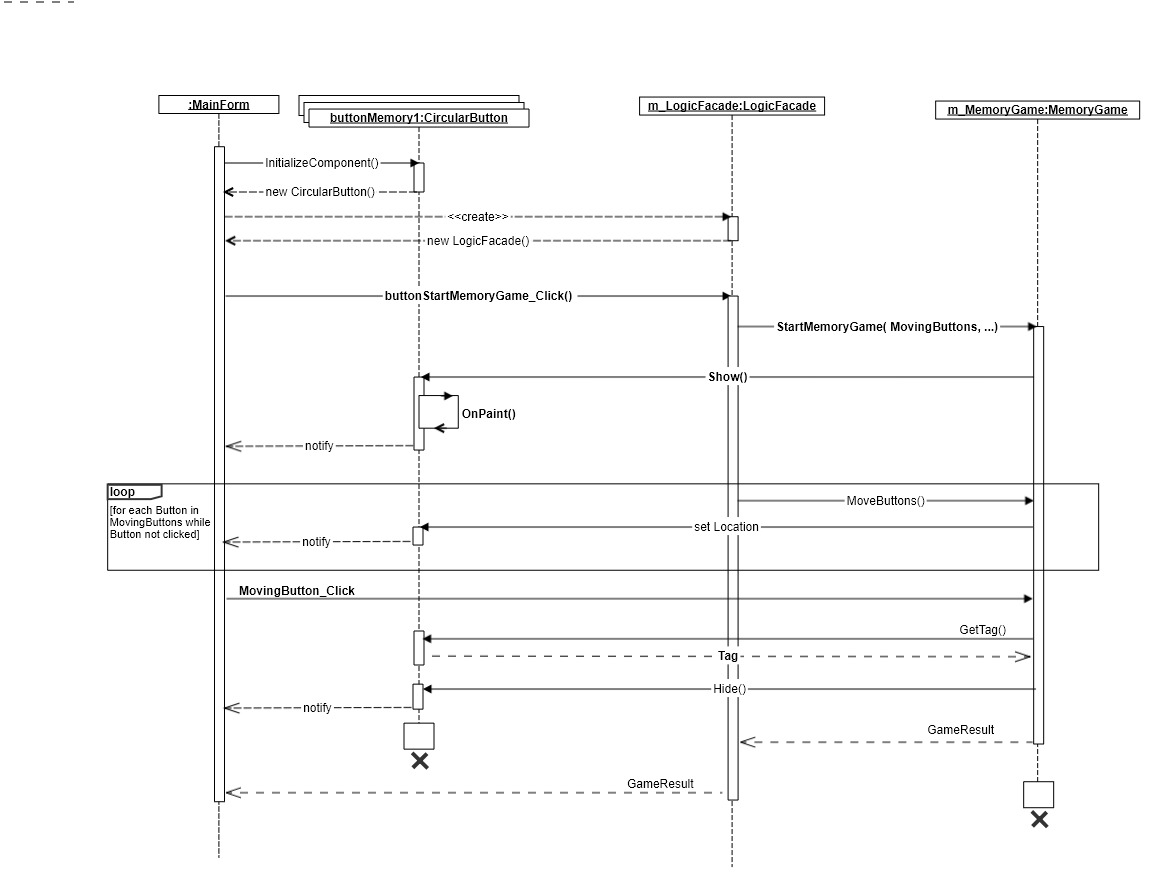 :MainForm
buttonMemory1:CircularButton
m_LogicFacade:LogicFacade
m_MemoryGame:MemoryGame
InitializeComponent()
new CircularButton()
<<create>>
new LogicFacade()
buttonStartMemoryGame_Click()
StartMemoryGame( MovingButtons, ...)
Show()
OnPaint()
notify
loop
[for each Button in
MovingButtons while
Button not clicked]
MoveButtons()
set Location
notify
MovingButton_Click
GetTag()
Tag
Hide()
notify
GameResult
GameResult